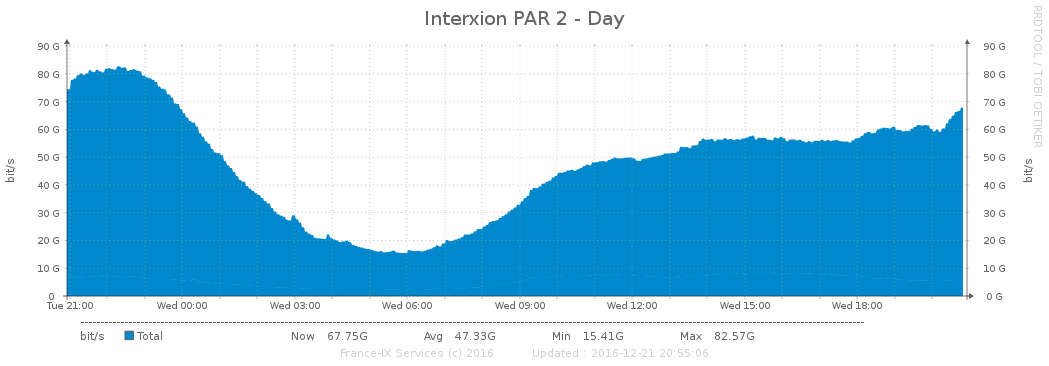 Interxion PAR 2 - Day
RRDTOOL / TOBI OETIKER
90 G 90 G
80 G 80 G
70 G 70 G
60 G 60 G
50 G 50 G
40 G 40 G
30 G 30 G
20 G 20 G
10 G 10 G
0 0 G
bit/s
bit/s
Tue 21:00 Wed 00:00 Wed 03:00 Wed 06:00 Wed 09:00 Wed 12:00 Wed 15:00 Wed 18:00
bit/s Total Now 67.75G Avg 47.33G Min 15.41G Max 82.57G
France-IX Services (c) 2016 Updated : 2016-12-21 20:55:06